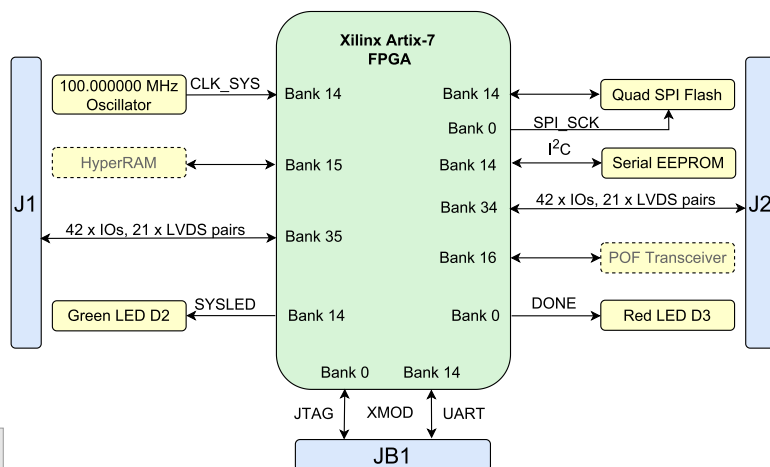 Xilinx Artix-7
FPGA
100.000000 MHz
Oscillator
CLK_SYS
Bank 14
Bank 14
Quad SPI Flash
Bank 0
SPI_SCK
HyperRAM
Bank 15
Bank 14
I²C
Serial EEPROM
J1
42 x IOs, 21 x LVDS pairs
Bank 35
Bank 34
42 x IOs, 21 x LVDS pairs
J2
Bank 16
POF Transceiver
Green LED D2
SYSLED
Bank 14
Bank 0
DONE
Red LED D3
Bank 0
Bank 14
JTAG
XMOD
UART
JB1